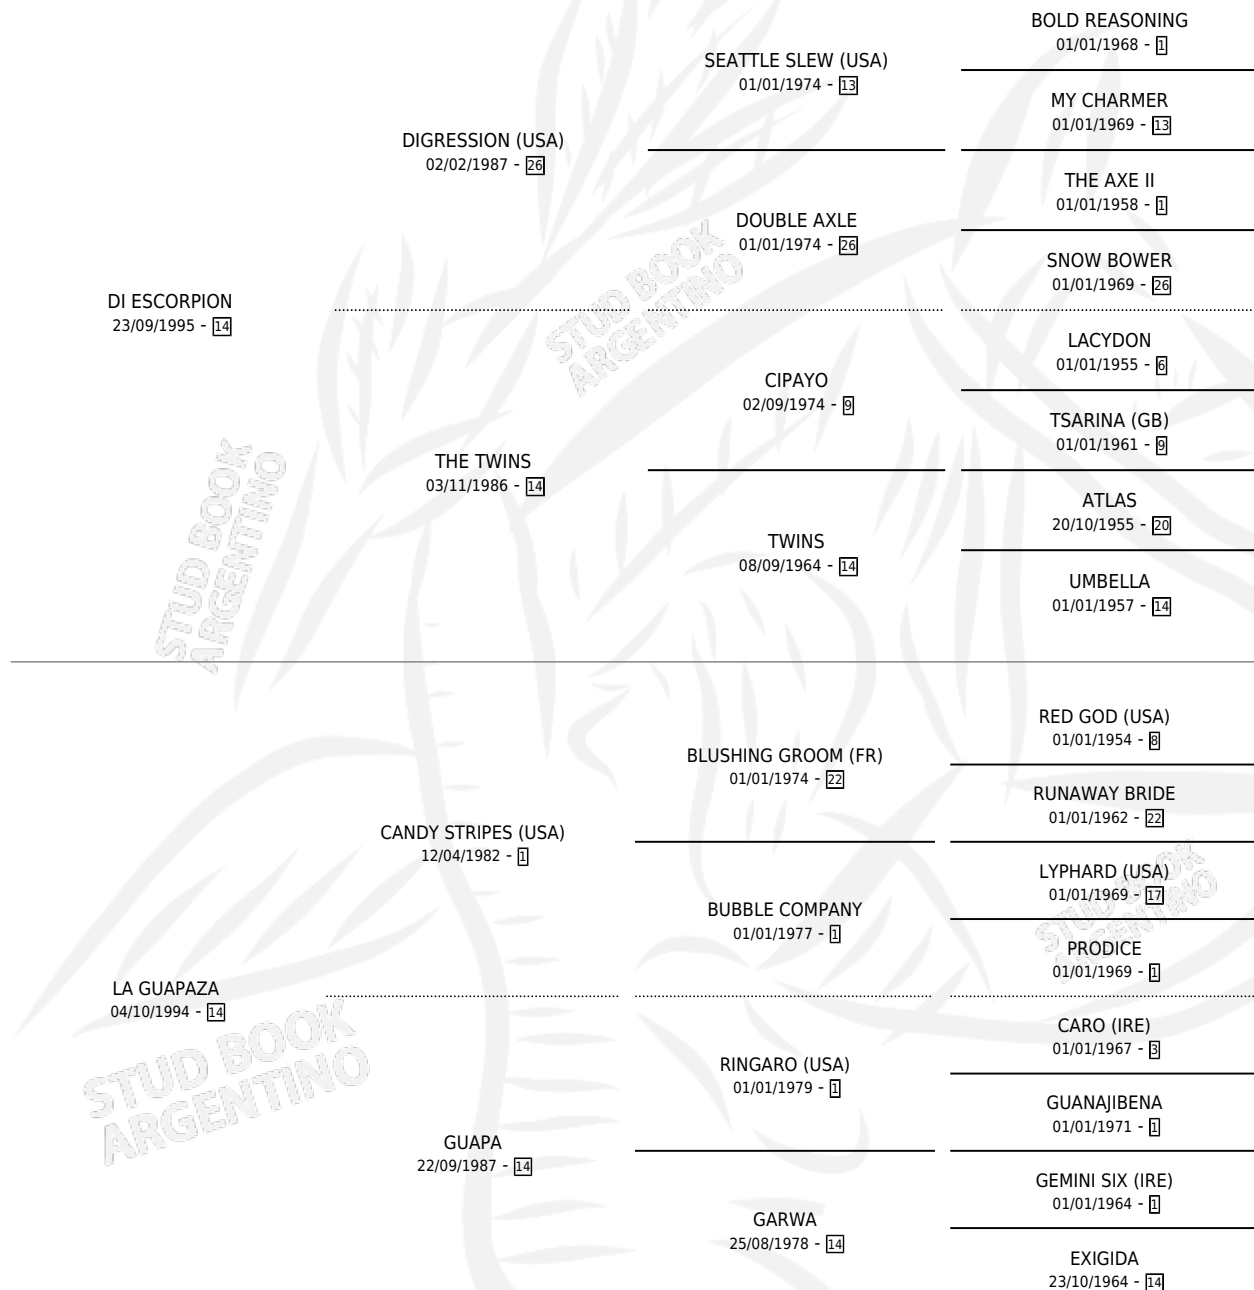 BOLD REASONING
01/01/1968 - 1
SEATTLE SLEW (USA)
01/01/1974 - 13
MY CHARMER
01/01/1969 - 13
DIGRESSION (USA)
02/02/1987 - 26
THE AXE II
01/01/1958 - 1
DOUBLE AXLE
01/01/1974 - 26
SNOW BOWER
01/01/1969 - 26
DI ESCORPION
23/09/1995 - 14
STUD BOOK
ARGENTINO
LACYDON
01/01/1955 - 6
CIPAYO
02/09/1974 - 9
TSARINA (GB)
01/01/1961 - 9
THE TWINS
03/11/1986 - 14
ATLAS
20/10/1955 - 20
TWINS
08/09/1964 - 14
UMBELLA
01/01/1957 - 14
STUD BOOK
ARGENTINO
RED GOD (USA)
01/01/1954 - 8
BLUSHING GROOM (FR)
01/01/1974 - 22
RUNAWAY BRIDE
01/01/1962 - 22
CANDY STRIPES (USA)
12/04/1982 - 1
LYPHARD (USA)
01/01/1969 - 17
STUD BOOK
ARGENTINO
BUBBLE COMPANY
01/01/1977 - 1
PRODICE
01/01/1969 - 1
LA GUAPAZA
04/10/1994 - 14
STUD BOOK
ARGENTINO
CARO (IRE)
01/01/1967 - 3
RINGARO (USA)
01/01/1979 - 1
GUANAJIBENA
01/01/1971 - 1
GUAPA
22/09/1987 - 14
GEMINI SIX (IRE)
01/01/1964 - 1
GARWA
25/08/1978 - 14
EXIGIDA
23/10/1964 - 14